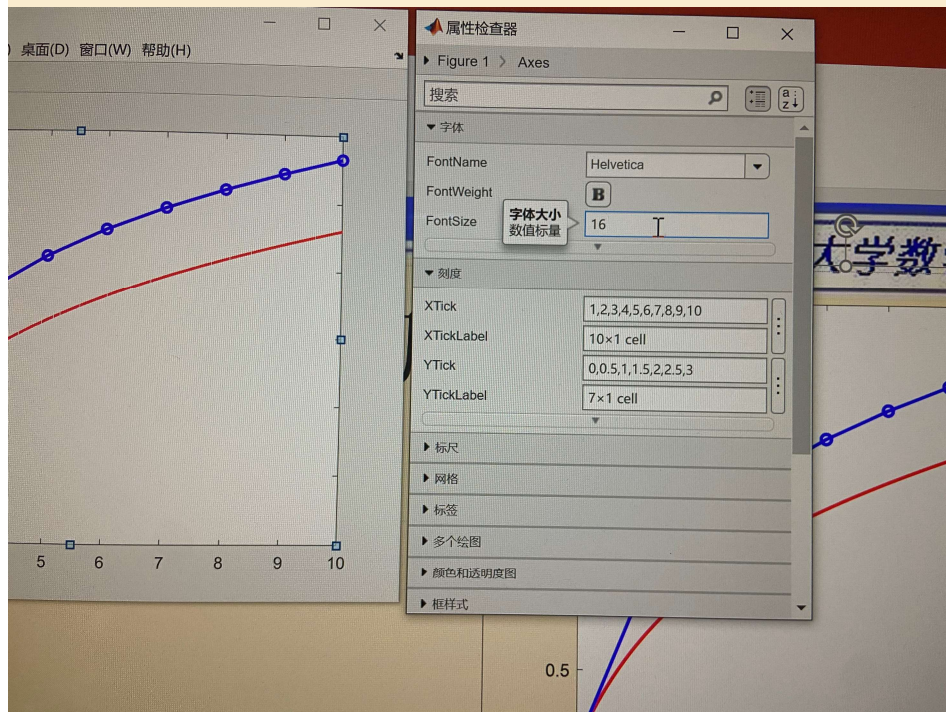 桌面(D) 窗口(W) 帮助(H)
5 6 7 8 9 10
属性检查器
Figure 1 > Axes
搜索
字体
FontName Helvetica
FontWeight B
FontSize 16
字体大小
数值标量
刻度
XTick 1,2,3,4,5,6,7,8,9,10
XTickLabel 10×1 cell
YTick 0,0.5,1,1.5,2,2.5,3
YTickLabel 7×1 cell
标尺
网格
标签
多个绘图
颜色和透明度图
框样式
大学数
0.5